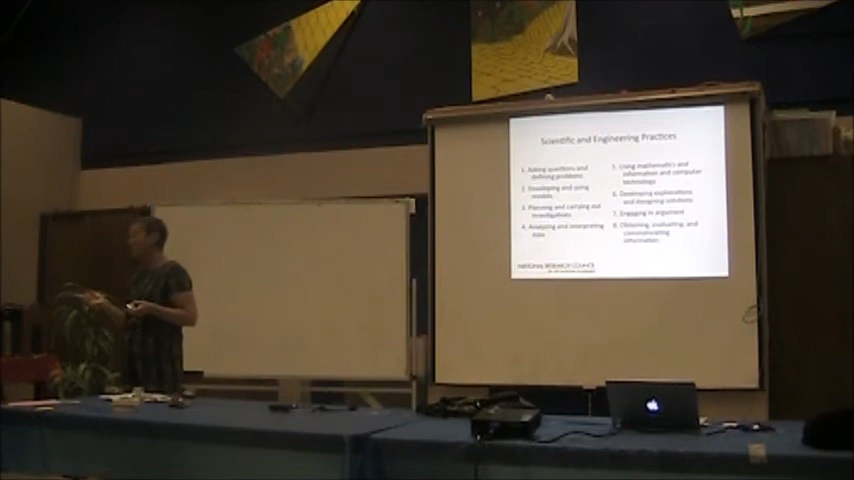 Scientific and Engineering Practices
1. Asking questions and
defining problems
2. Developing and using
models
3. Planning and carrying out
investigations
4. Analyzing and interpreting
data
5. Using mathematics and
information and computer
technology
6. Developing explanations
and designing solutions
7. Engaging in argument
8. Obtaining, evaluating, and
communicating
information
NATIONAL RESEARCH COUNCIL